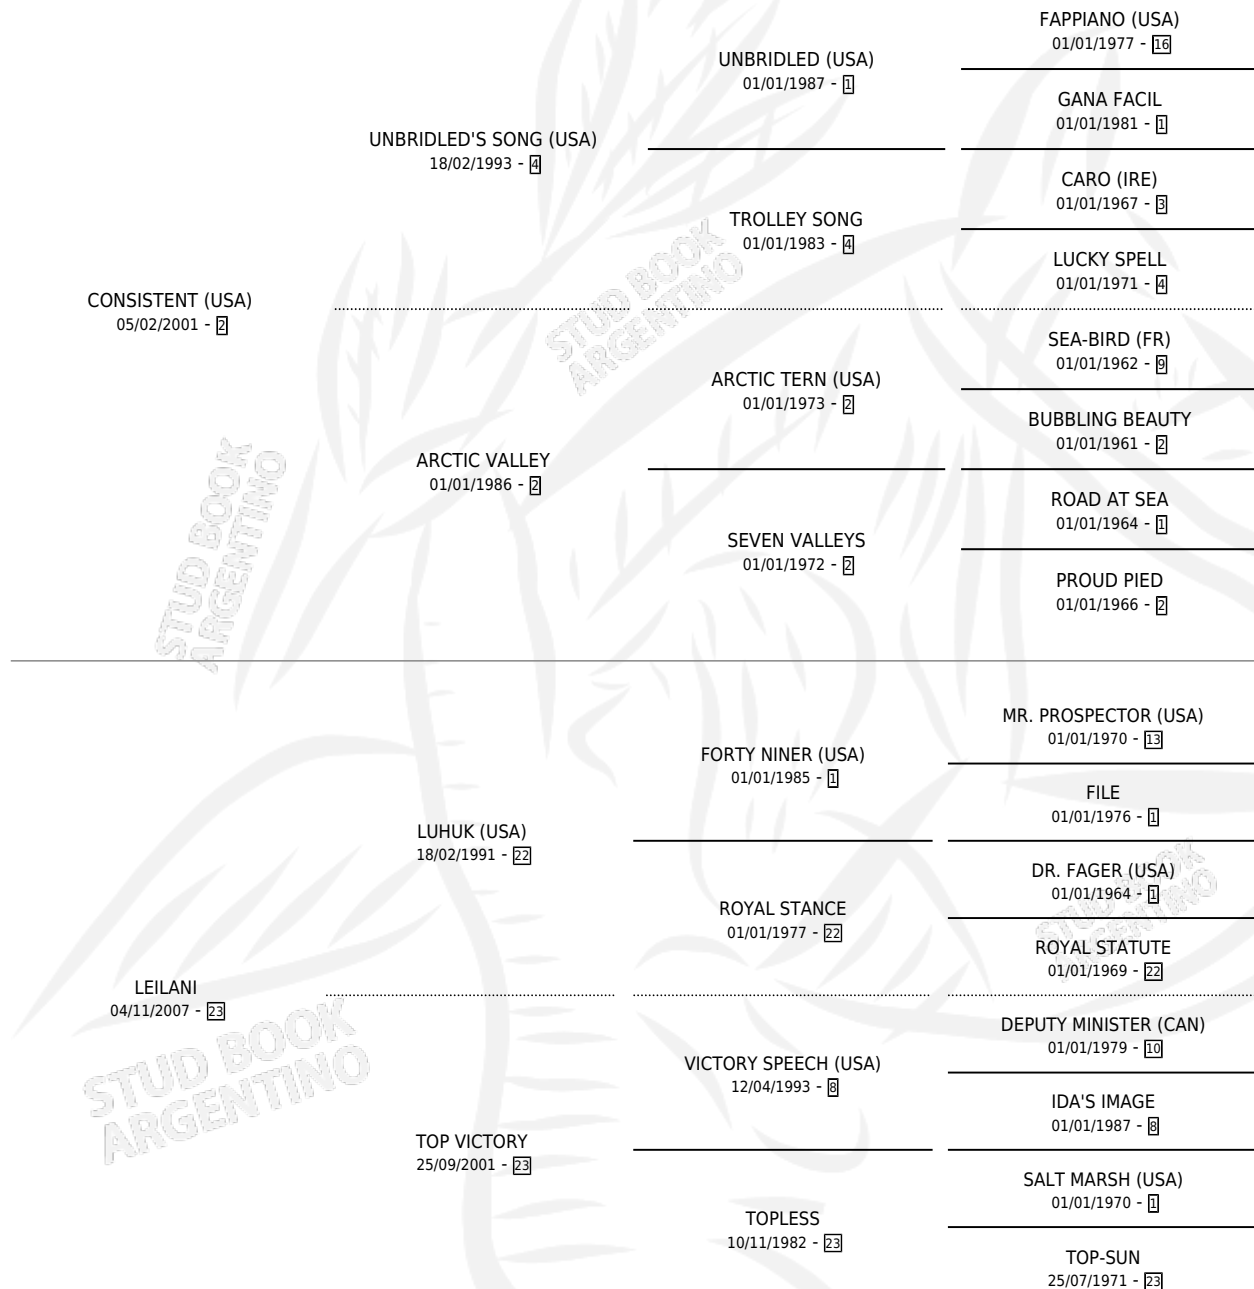 FAPPIANO (USA)
01/01/1977 - 16
UNBRIDLED (USA)
01/01/1987 - 1
GANA FACIL
01/01/1981 - 1
UNBRIDLED'S SONG (USA)
18/02/1993 - 4
CARO (IRE)
01/01/1967 - 3
TROLLEY SONG
01/01/1983 - 4
LUCKY SPELL
01/01/1971 - 4
CONSISTENT (USA)
05/02/2001 - 2
STUD BOOK
ARGENTINO
SEA-BIRD (FR)
01/01/1962 - 9
ARCTIC TERN (USA)
01/01/1973 - 2
BUBBLING BEAUTY
01/01/1961 - 2
ARCTIC VALLEY
01/01/1986 - 2
ROAD AT SEA
01/01/1964 - 1
SEVEN VALLEYS
01/01/1972 - 2
PROUD PIED
01/01/1966 - 2
STUD BOOK
ARGENTINO
MR. PROSPECTOR (USA)
01/01/1970 - 13
FORTY NINER (USA)
01/01/1985 - 1
FILE
01/01/1976 - 1
LUHUK (USA)
18/02/1991 - 22
DR. FAGER (USA)
01/01/1964 - 1
STUD BOOK
ARGENTINO
ROYAL STANCE
01/01/1977 - 22
ROYAL STATUTE
01/01/1969 - 22
LEILANI
04/11/2007 - 23
STUD BOOK
ARGENTINO
DEPUTY MINISTER (CAN)
01/01/1979 - 10
VICTORY SPEECH (USA)
12/04/1993 - 8
IDA'S IMAGE
01/01/1987 - 8
TOP VICTORY
25/09/2001 - 23
SALT MARSH (USA)
01/01/1970 - 1
TOPLESS
10/11/1982 - 23
TOP-SUN
25/07/1971 - 23